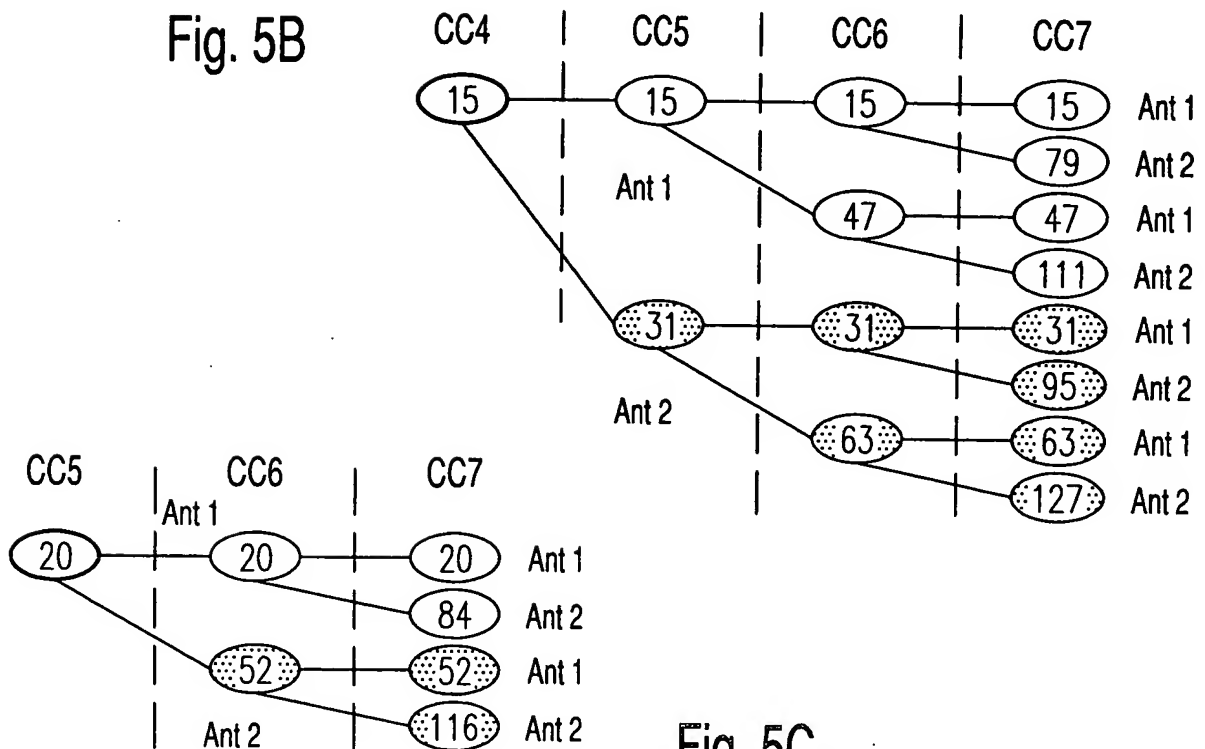 Fig. 5B
CC4 CC5 CC6 CC7
15 15 15 15 Ant 1
79 Ant 2
Ant 1
47 47 Ant 1
111 Ant 2
31 31 31 Ant 1
95 Ant 2
Ant 2
63 63 Ant 1
127 Ant 2
CC5 CC6 CC7
Ant 1
20 20 20 Ant 1
84 Ant 2
52 52 Ant 1
116 Ant 2
Ant 2
Fig. 5C